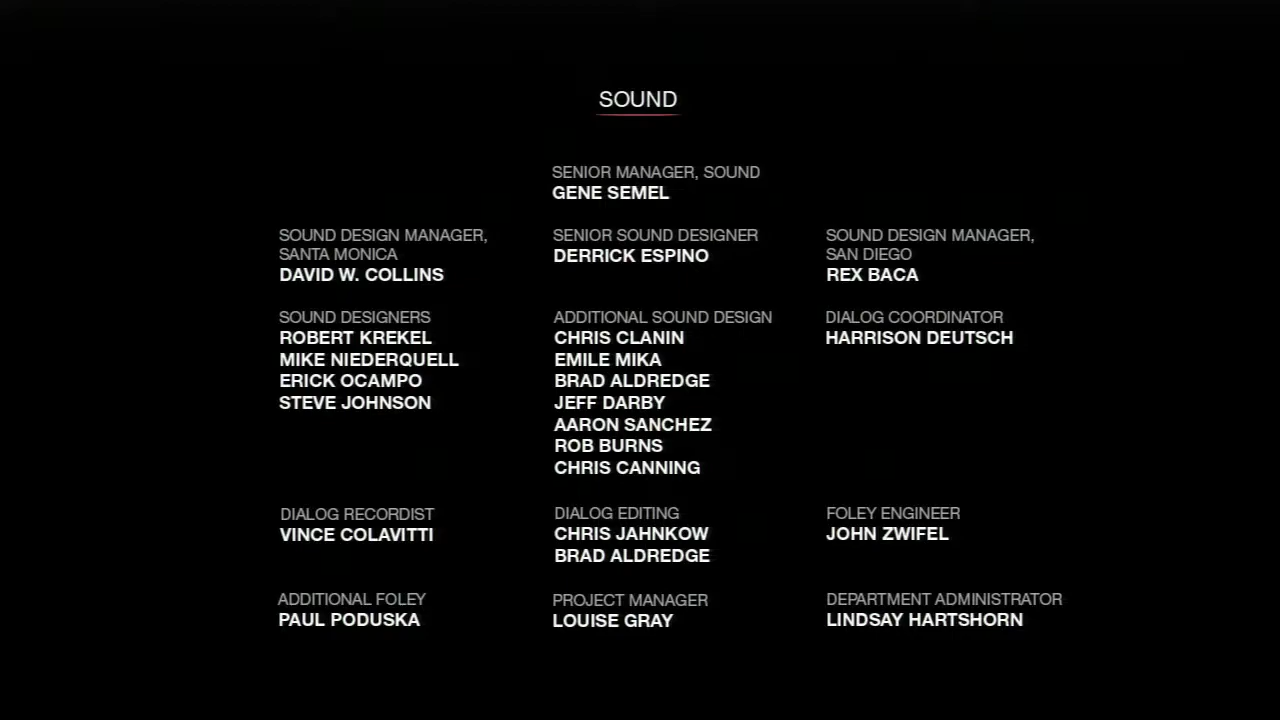 SOUND
SENIOR MANAGER, SOUND
GENE SEMEL
SOUND DESIGN MANAGER,
SANTA MONICA
DAVID W. COLLINS
SENIOR SOUND DESIGNER
DERRICK ESPINO
SOUND DESIGN MANAGER,
SAN DIEGO
REX BACA
SOUND DESIGNERS
ROBERT KREKEL
MIKE NIEDERQUELL
ERICK OCAMPO
STEVE JOHNSON
ADDITIONAL SOUND DESIGN
CHRIS CLANIN
EMILE MIKA
BRAD ALDREDGE
JEFF DARBY
AARON SANCHEZ
ROB BURNS
CHRIS CANNING
DIALOG COORDINATOR
HARRISON DEUTSCH
DIALOG RECORDIST
VINCE COLAVITTI
DIALOG EDITING
CHRIS JAHNKOW
BRAD ALDREDGE
FOLEY ENGINEER
JOHN ZWIFEL
ADDITIONAL FOLEY
PAUL PODUSKA
PROJECT MANAGER
LOUISE GRAY
DEPARTMENT ADMINISTRATOR
LINDSAY HARTSHORN